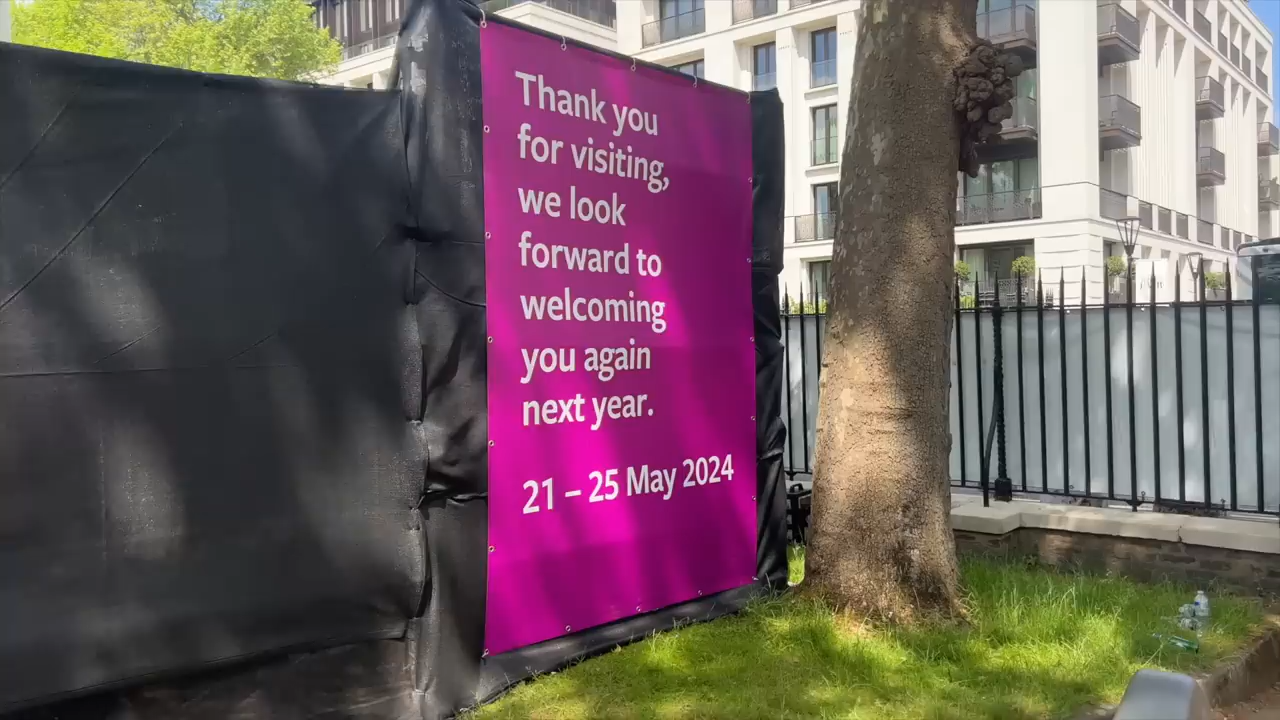 Thank you
for visiting,
we look
forward to
welcoming
you again
next year.
21 – 25 May 2024